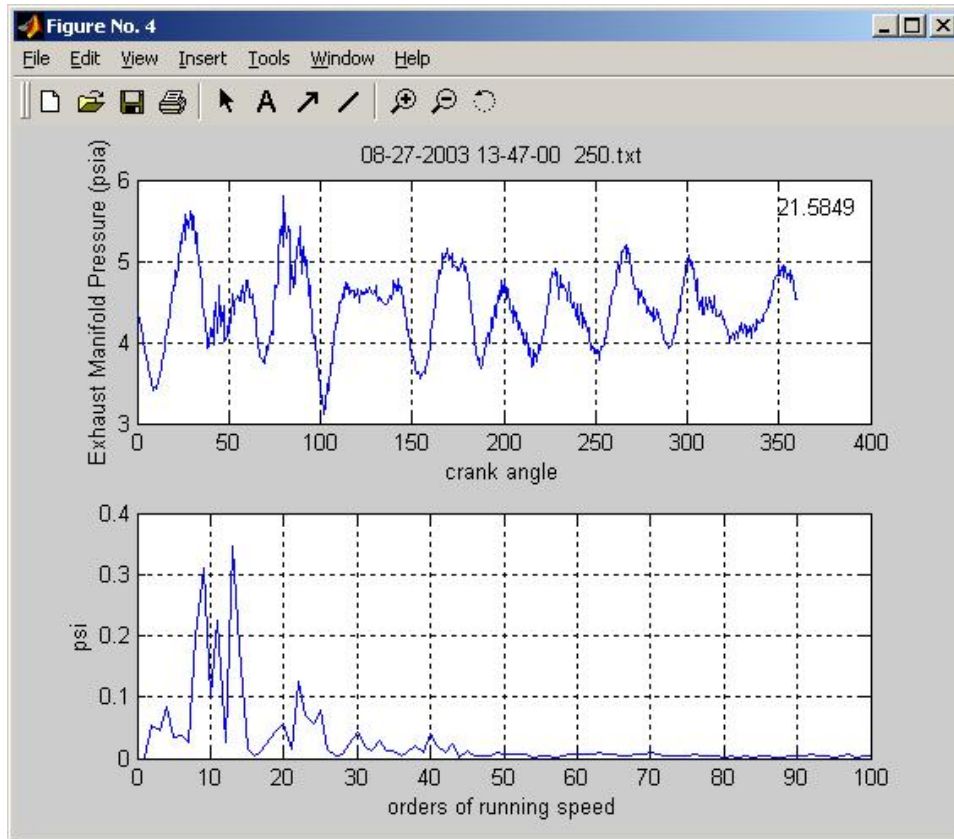 Figure No. 4
File Edit View Insert Tools Window Help
A
08-27-2003 13-47-00 250.txt
Exhaust Manifold Pressure (psia)
6
5
4
3
21.5849
0 50 100 150 200 250 300 350 400
crank angle
psi
0.4
0.3
0.2
0.1
0
0 10 20 30 40 50 60 70 80 90 100
orders of running speed